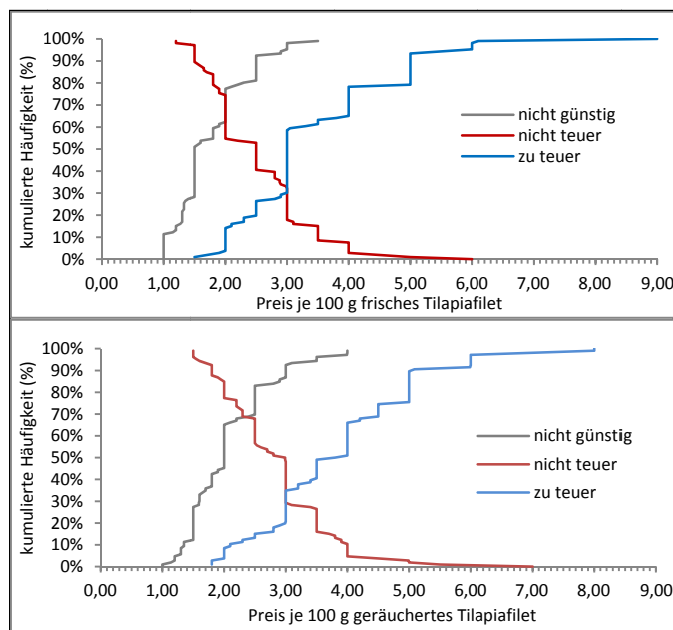 kumulierte Häufigkeit (%)
100%
90%
80%
70%
60%
50%
40%
30%
20%
10%
0%
nicht günstig
nicht teuer
zu teuer
0,00 1,00 2,00 3,00 4,00 5,00 6,00 7,00 8,00 9,00
Preis je 100 g frisches Tilapiafilet
kumulierte Häufigkeit (%)
100%
90%
80%
70%
60%
50%
40%
30%
20%
10%
0%
nicht günstig
nicht teuer
zu teuer
0,00 1,00 2,00 3,00 4,00 5,00 6,00 7,00 8,00 9,00
Preis je 100 g geräuchertes Tilapiafilet